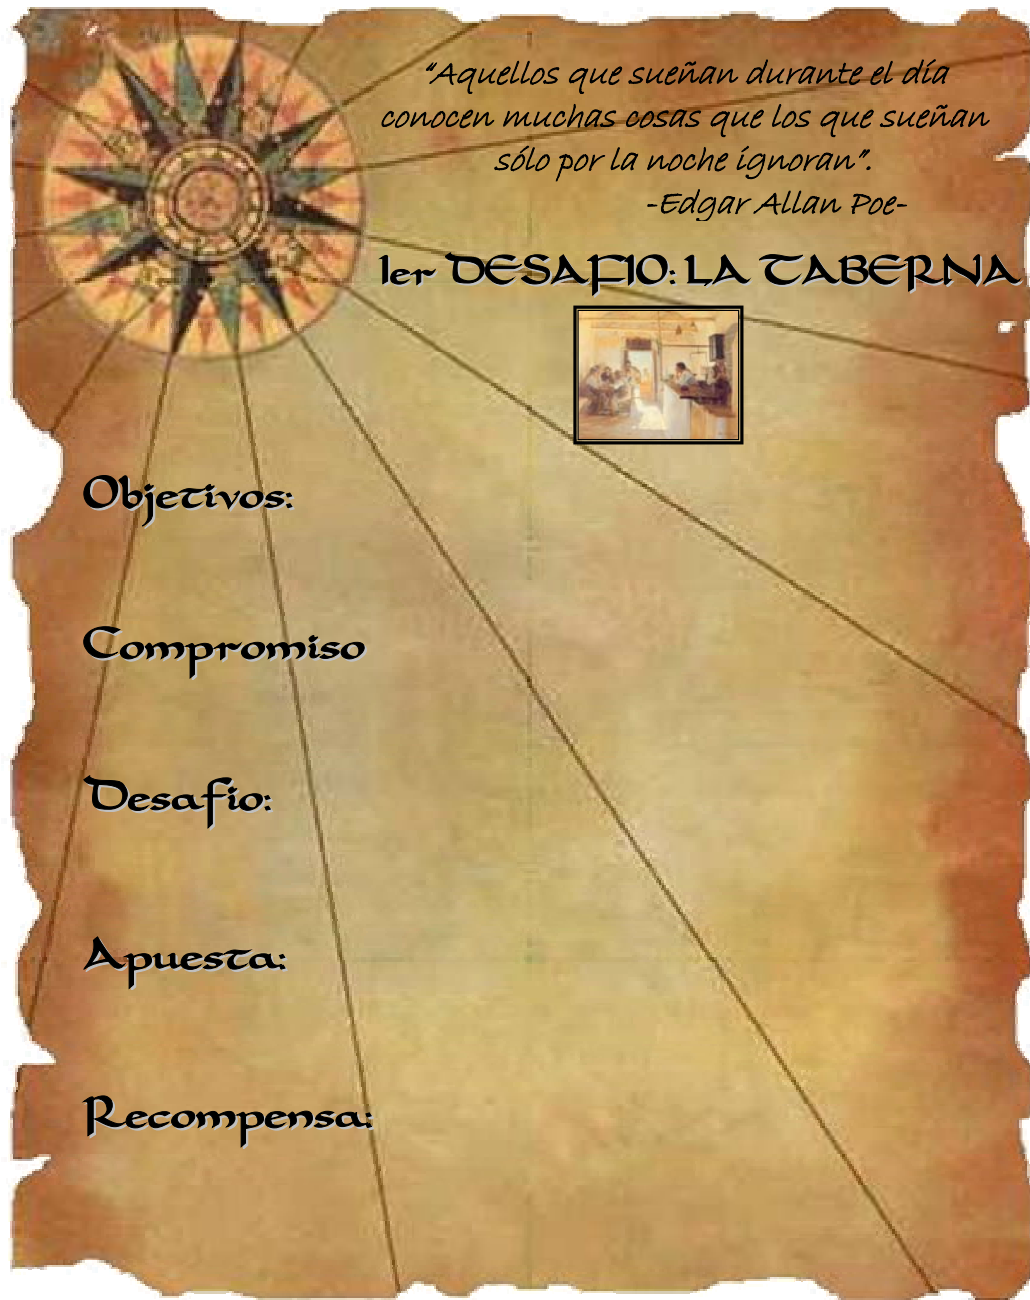 “Aquellos que sueñan durante el día
conocen muchas cosas que los que sueñan
sólo por la noche ignoran”.
-Edgar Allan Poe-
1er DESAFIO: LA TABERNA
Objetivos:
Compromiso
Desafio:
Apuesta:
Recompensa: